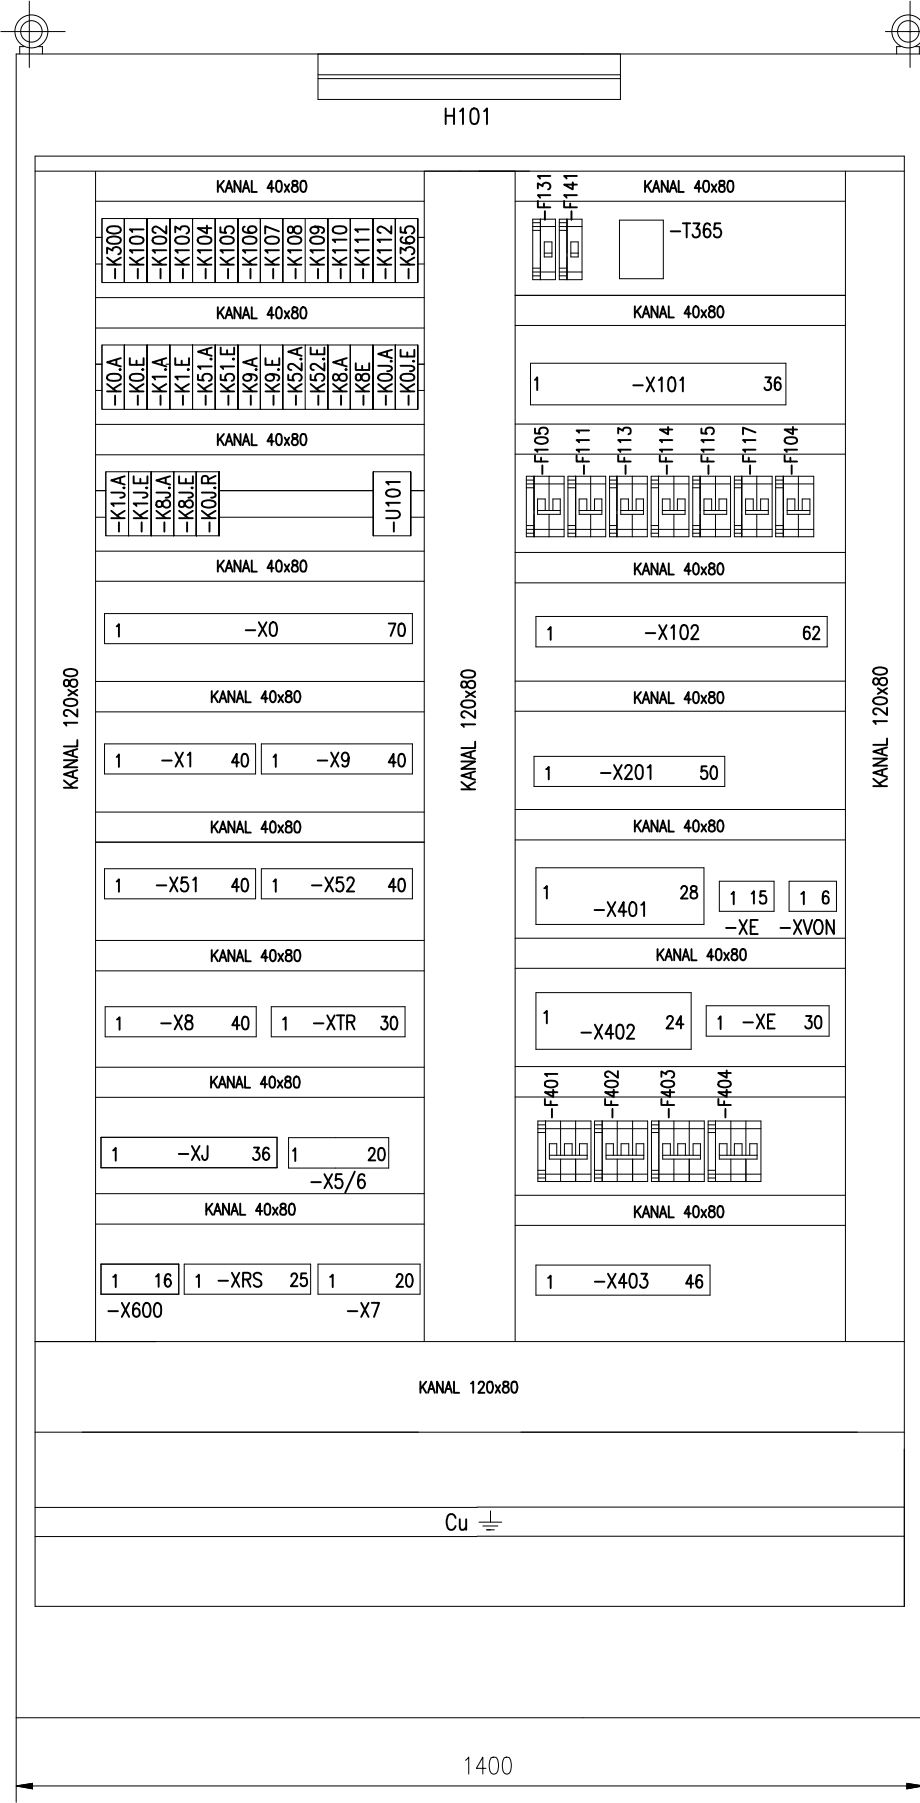 H101
KANAL 40x80
-K300
-K101
-K102
-K103
-K104
-K105
-K106
-K107
-K108
-K109
-K110
-K111
-K112
-K365
KANAL 40x80
-K0.A
-K0.E
-K1.A
-K1.E
-K51.A
-K51.E
-K9.A
-K9.E
-K52.A
-K52.E
-K8.A
-K8E
-K0J.A
-K0J.E
KANAL 40x80
-K1J.A
-K1J.E
-K8J.A
-K8J.E
-K0J.R
-U101
KANAL 40x80
1 -X0 70
KANAL 40x80
1 -X1 40 1 -X9 40
KANAL 40x80
1 -X51 40 1 -X52 40
KANAL 40x80
1 -X8 40 1 -XTR 30
KANAL 40x80
1 -XJ 36 1 20
-X5/6
KANAL 40x80
1 16 1 -XRS 25 1 20
-X600 -X7
KANAL 120x80
KANAL 120x80
KANAL 120x80
-F131
-F141
KANAL 40x80
-T365
KANAL 40x80
1 -X101 36
-F105
-F111
-F113
-F114
-F115
-F117
-F104
KANAL 40x80
1 -X102 62
KANAL 40x80
1 -X201 50
KANAL 40x80
1 -X401 28 1 15 1 6
-XE -XVON
KANAL 40x80
1 -X402 24 1 -XE 30
-F401
-F402
-F403
-F404
KANAL 40x80
1 -X403 46
KANAL 120x80
Cu
1400